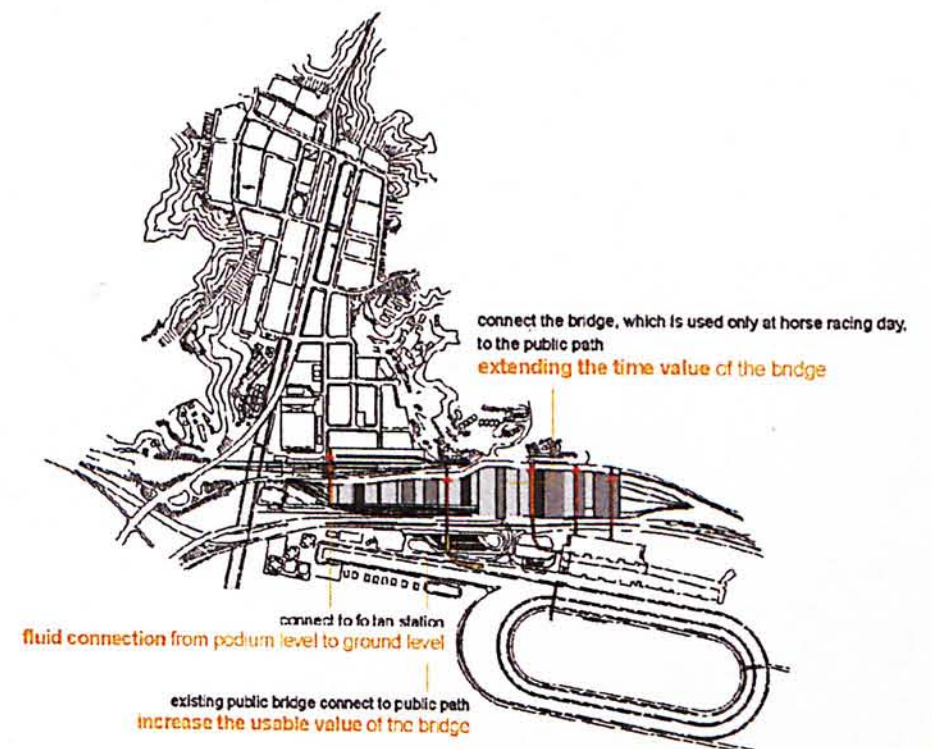 connect the bridge, which is used only at horse racing day,
to the public path
extending the time value of the bridge
connect to fo tan station
fluid connection from podium level to ground level
existing public bridge connect to public path
increase the usable value of the bridge